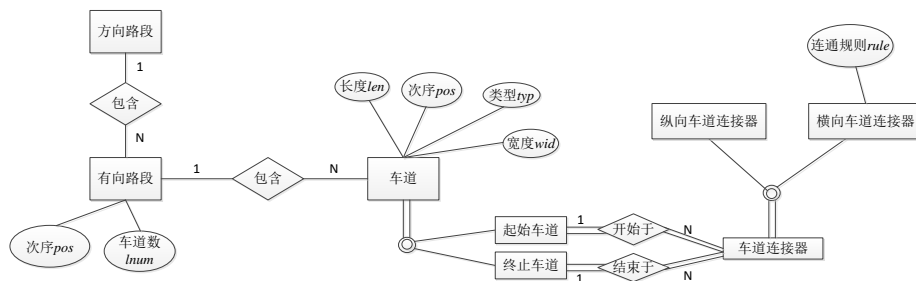 方向路段
1
包含
N
有向路段
次序pos
车道数
lnum
1
包含
N
长度len
次序pos
类型typ
宽度wid
车道
起始车道
1
开始于
N
终止车道
1
结束于
N
连通规则rule
纵向车道连接器
横向车道连接器
车道连接器